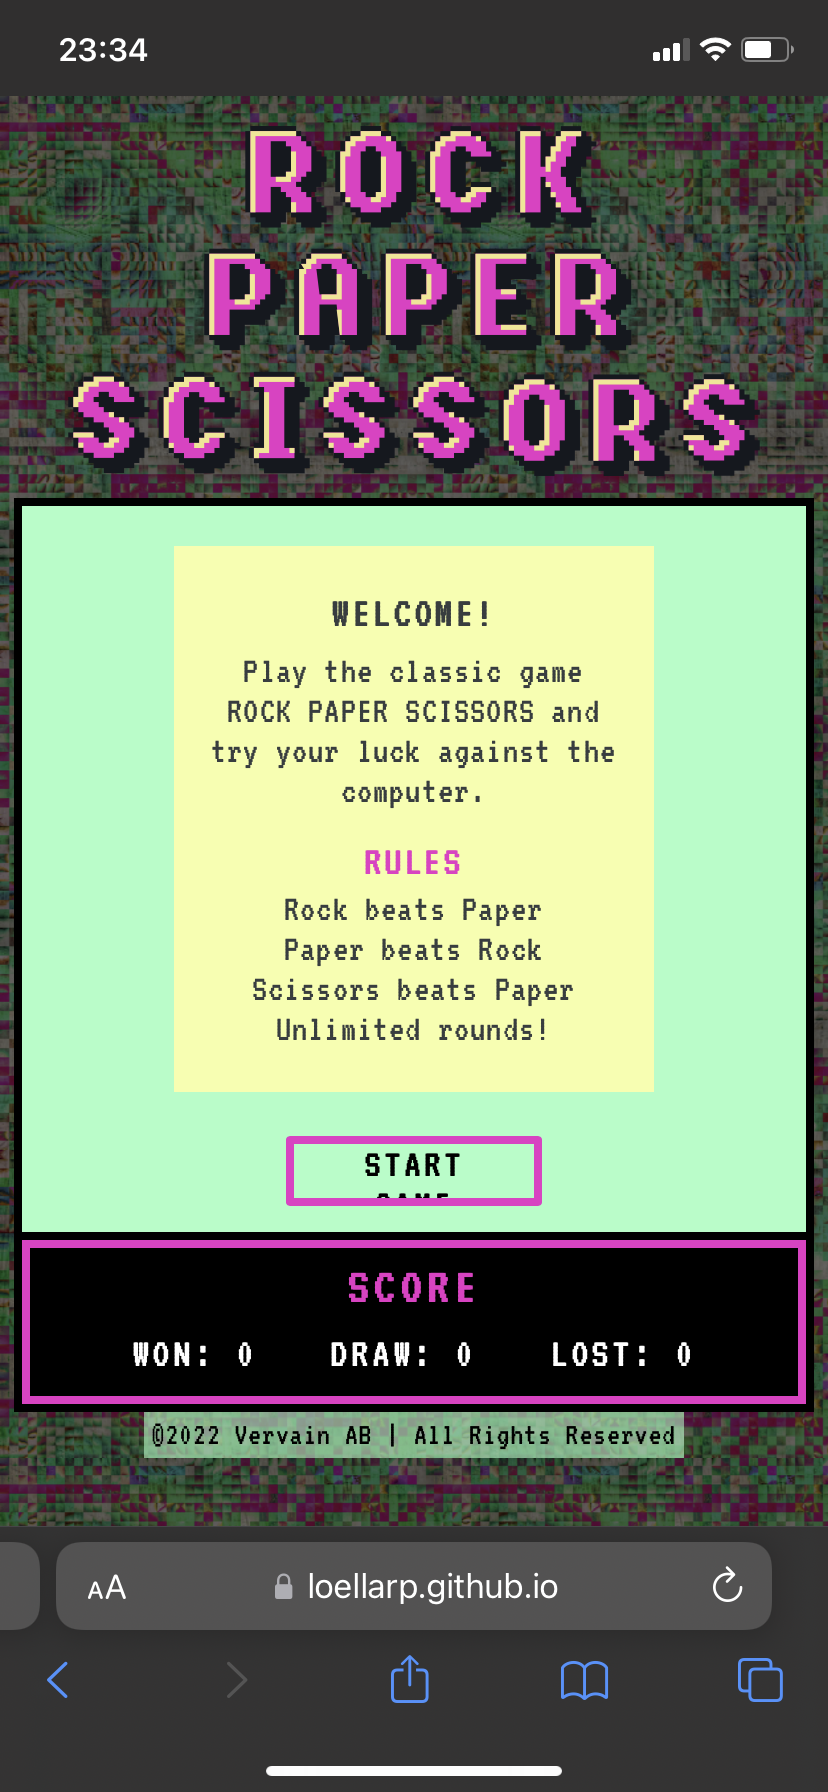 23:34
ROCK
PAPER
SCISSORS
WELCOME!
Play the classic game
ROCK PAPER SCISSORS and
try your luck against the
computer.
RULES
Rock beats Paper
Paper beats Rock
Scissors beats Paper
Unlimited rounds!
START
GAME
SCORE
WON: 0 DRAW: 0 LOST: 0
©2022 Vervain AB | All Rights Reserved
AA loellarp.github.io